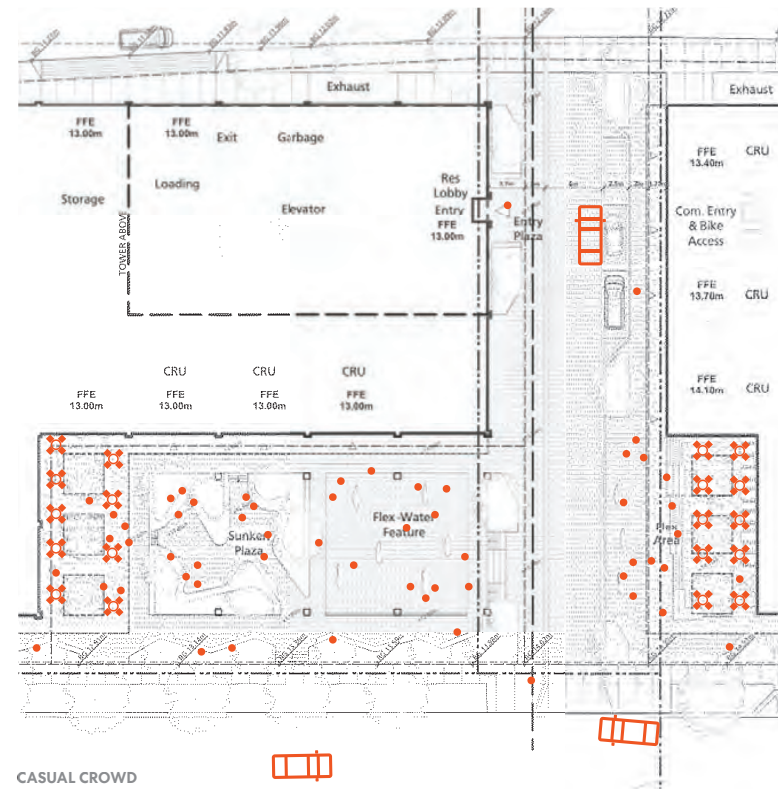 Exhaust
Exhaust
FFE
13.00m
FFE
13.00m
Exit
Garbage
FFE
13.40m
CRU
Storage
Loading
Elevator
Res
Lobby
Entry
FFE
13.00m
Entry
Plaza
Com. Entry
& Bike
Access
TOWER ABOVE
FFE
13.70m
CRU
CRU
CRU
CRU
FFE
14.10m
CRU
FFE
13.00m
FFE
13.00m
FFE
13.00m
FFE
13.00m
Sunken
Plaza
Flex-Water
Feature
Flex
Area
CASUAL CROWD